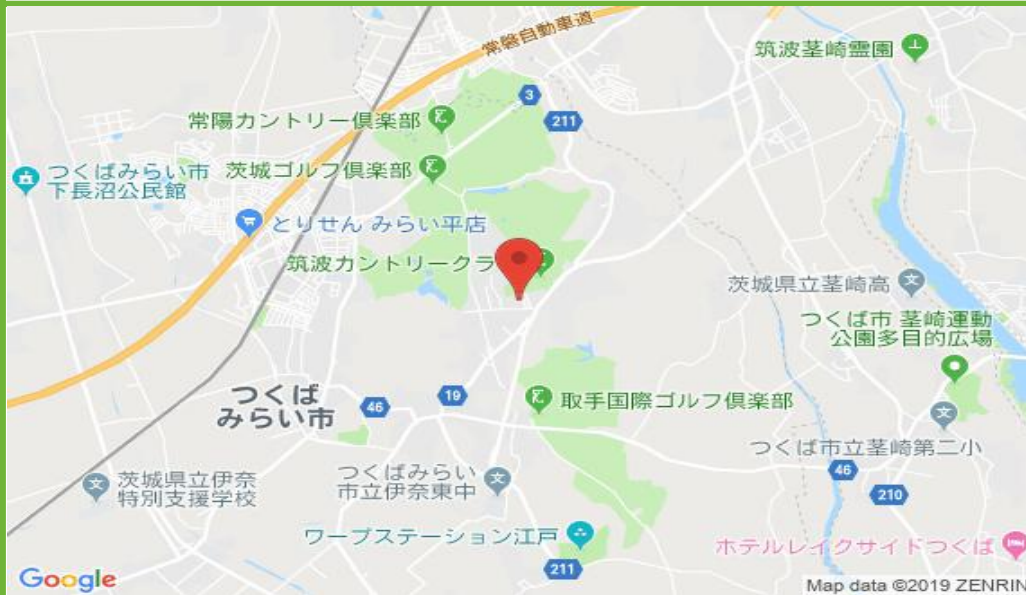 常磐自動車道
筑波茎崎霊園
3
常陽カントリー倶楽部
211
つくばみらい市
下長沼公民館
茨城ゴルフ倶楽部
とりせん みらい平店
筑波カントリークラ
茨城県立茎崎高
つくば市 茎崎運動
公園多目的広場
つくば
みらい市
46
19
取手国際ゴルフ倶楽部
つくば市立茎崎第二小
46
210
茨城県立伊奈
特別支援学校
つくばみらい
市立伊奈東中
ワープステーション江戸
211
ホテルレイクサイドつくば
Google
Map data ©2019 ZENRIN